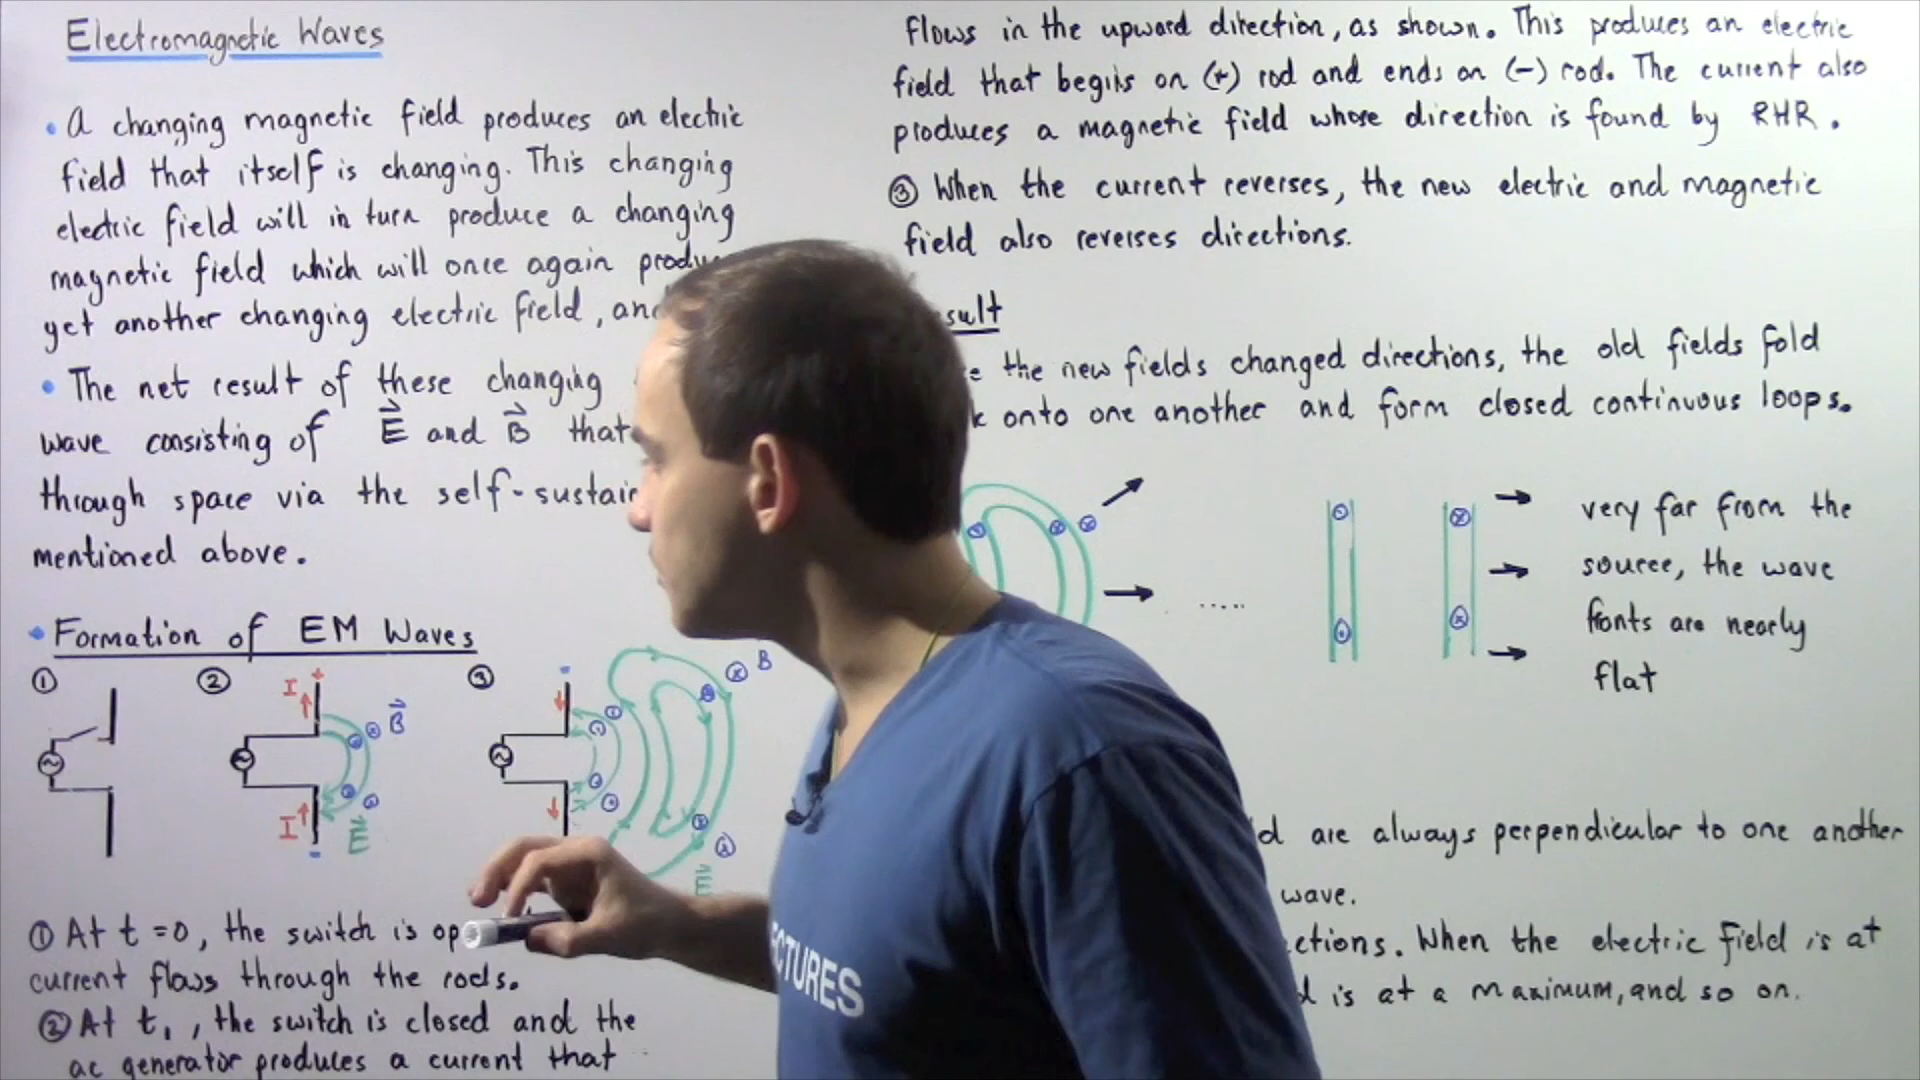 Electromagnetic Waves
• A changing magnetic field produces an electric
field that itself is changing. This changing
electric field will in turn produce a changing
magnetic field which will once again
yet another changing electric field,
• The net result of these changing
wave consisting of E and B that
through space via the
mentioned above.
• Formation of EM Waves
① ② ③
I + I - B E
- B E
① At t = 0, the switch is
current flows through the rods.
② At t₁, the switch is closed and the
ac generator produces a current that
flows in the upward direction, as shown. This produces an electric
field that begins on (+) rod and ends on (-) rod. The current also
produces a magnetic field whose direction is found by RHR.
③ When the current reverses, the new electric and magnetic
field also reverses directions.
the new fields changed directions, the old fields fold
onto one another and form closed continuous loops.
.....
very far from the
source, the wave
fronts are nearly
flat
are always perpendicular to one another
wave.
When the electric field is at
is at a maximum, and so on.
CTURES